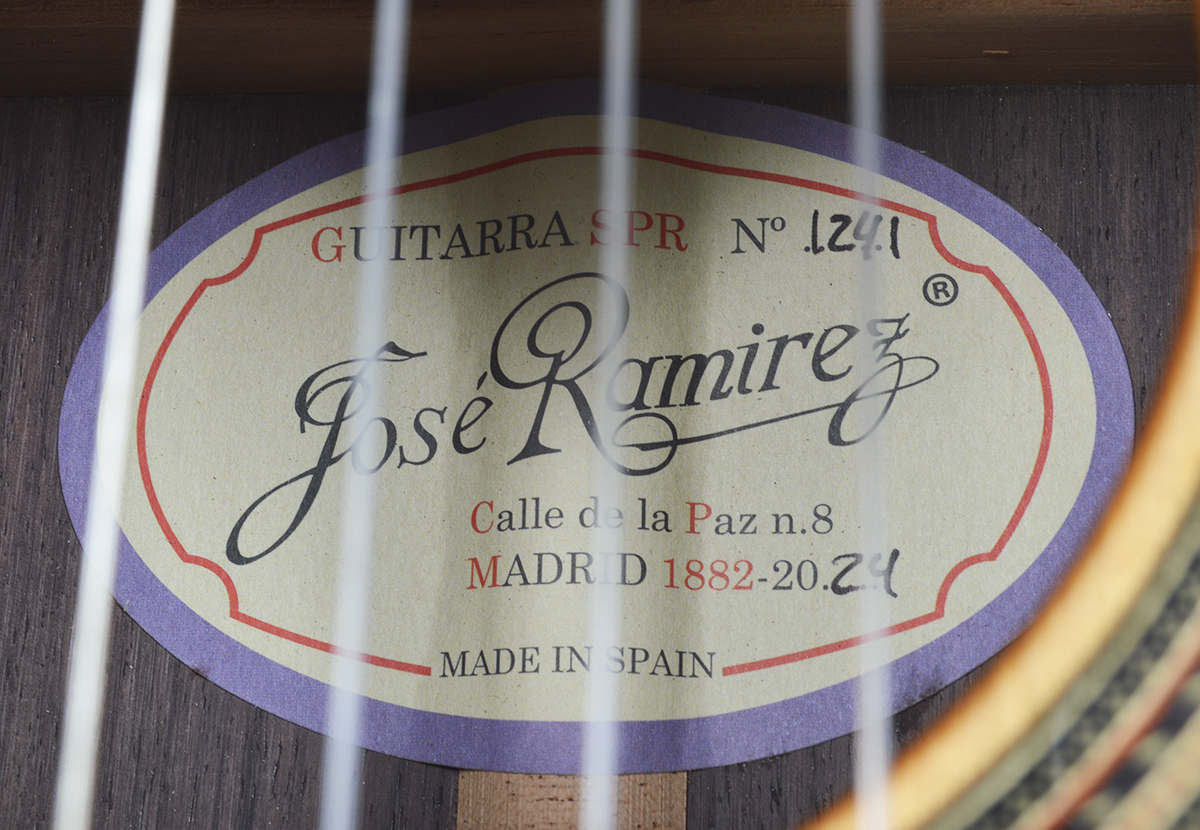 GUITARRA SPR Nº 1241
José Ramirez ®
Calle de la Paz n.8
MADRID 1882-2024
MADE IN SPAIN